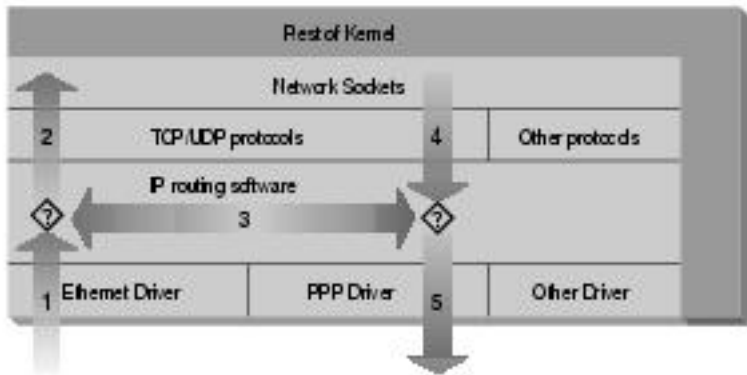 Rest of Kernel
Network Sockets
2 TCP/UDP protocols 4 Other protocols
IP routing software
? 3 ?
1 Ethernet Driver PPP Driver 5 Other Driver